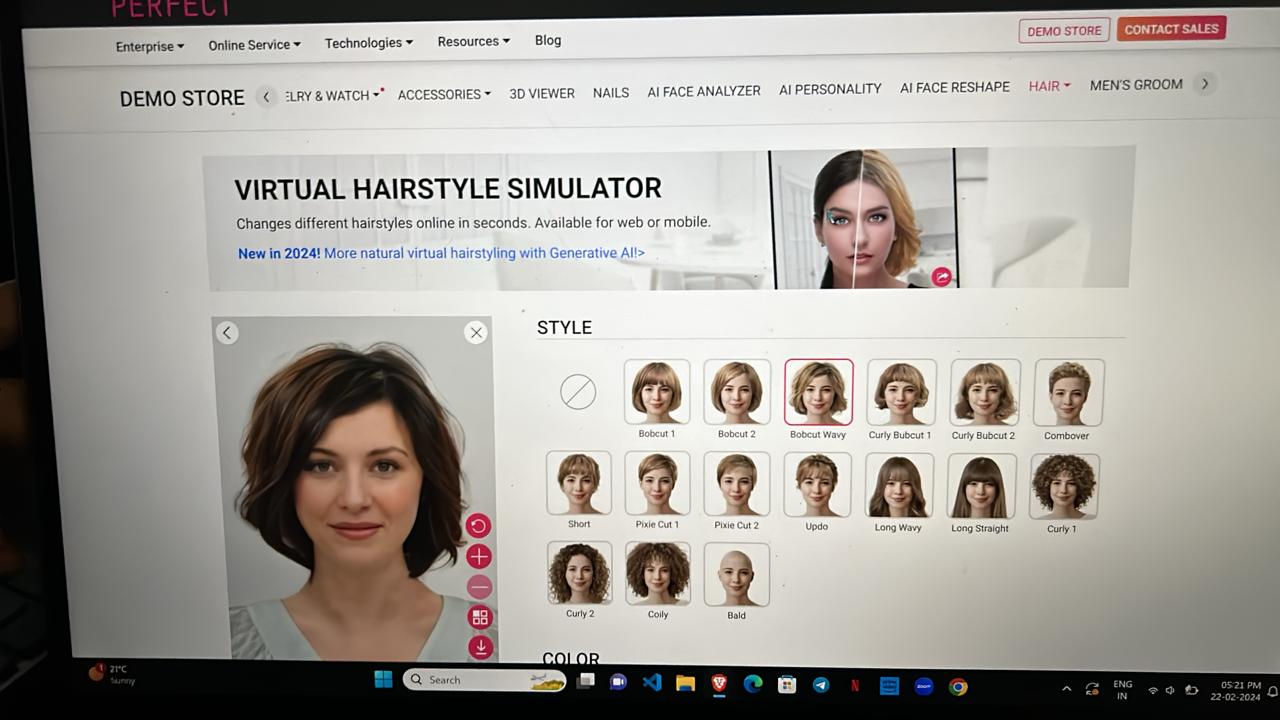 PERFECT
Enterprise Online Service Technologies Resources Blog DEMO STORE CONTACT SALES
DEMO STORE ELRY & WATCH ACCESSORIES 3D VIEWER NAILS AI FACE ANALYZER AI PERSONALITY AI FACE RESHAPE HAIR MEN'S GROOM
VIRTUAL HAIRSTYLE SIMULATOR
Changes different hairstyles online in seconds. Available for web or mobile.
New in 2024! More natural virtual hairstyling with Generative AI!>
STYLE
Bobcut 1 Bobcut 2 Bobcut Wavy Curly Bubcut 1 Curly Bubcut 2 Combover
Short Pixie Cut 1 Pixie Cut 2 Updo Long Wavy Long Straight Curly 1
Curly 2 Coily Bald
COLOR
1 21°C
Sunny
Search
zoom
ENG
IN
05:21 PM
22-02-2024